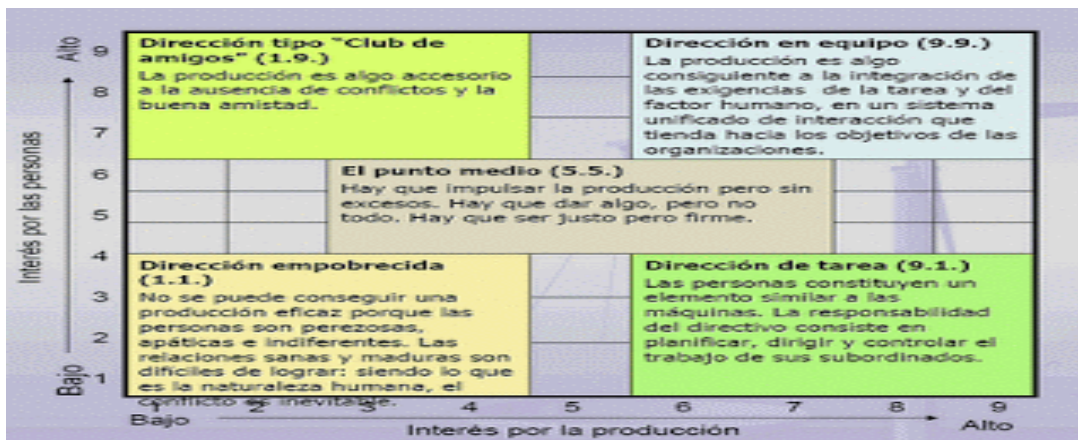 Alto
Interés por las personas
Bajo
9
8
7
6
5
4
3
2
1
Dirección tipo "Club de
amigos" (1.9.)
La producción es algo accesorio
a la ausencia de conflictos y la
buena amistad.
Dirección en equipo (9.9.)
La producción es algo
consiguiente a la integración de
las exigencias de la tarea y del
factor humano, en un sistema
unificado de interacción que
tienda hacia los objetivos de las
organizaciones.
El punto medio (5.5.)
Hay que impulsar la producción pero sin
excesos. Hay que dar algo, pero no
todo. Hay que ser justo pero firme.
Dirección empobrecida
(1.1.)
No se puede conseguir una
producción eficaz porque las
personas son perezosas,
apáticas e indiferentes. Las
relaciones sanas y maduras son
difíciles de lograr: siendo lo que
es la naturaleza humana, el
conflicto es inevitable.
Dirección de tarea (9.1.)
Las personas constituyen un
elemento similar a las
máquinas. La responsabilidad
del directivo consiste en
planificar, dirigir y controlar el
trabajo de sus subordinados.
1 2 3 4 5 6 7 8 9
Bajo
Interés por la producción
Alto